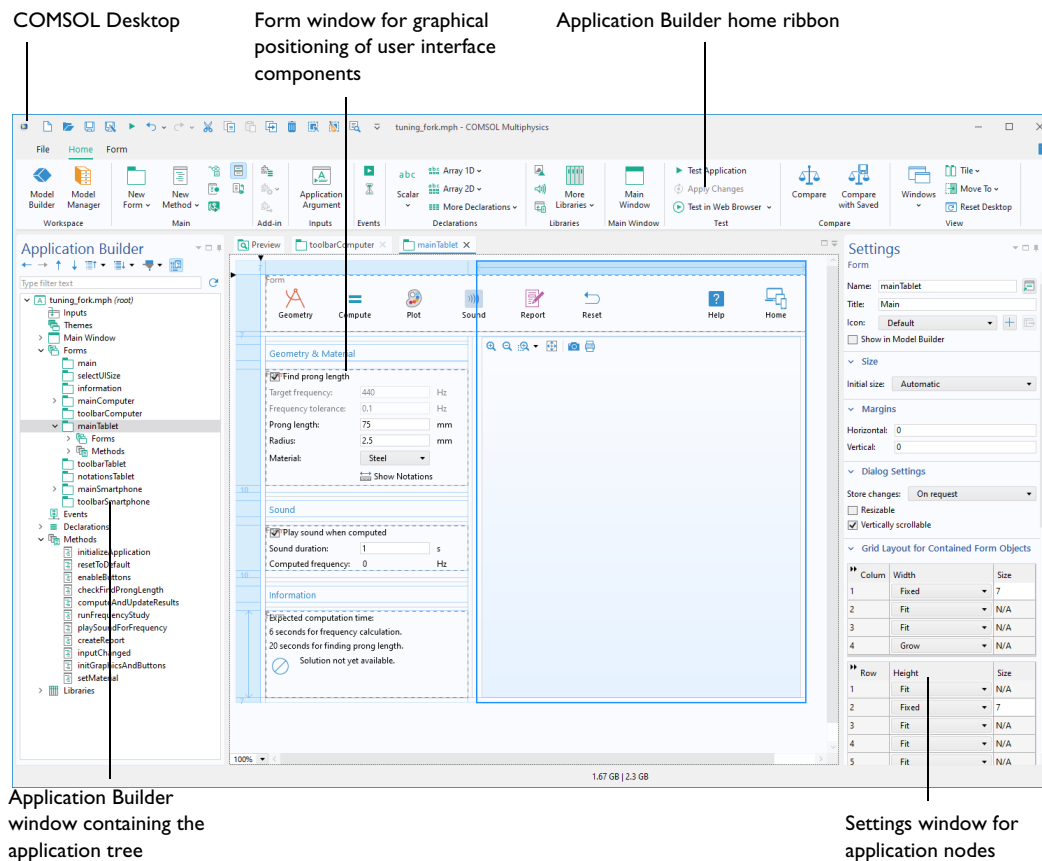 COMSOL Desktop
Form window for graphical
positioning of user interface
components
Application Builder home ribbon
tuning_fork.mph - COMSOL Multiphysics
File Home Form
Model
Builder
Model
Manager
Workspace
New
Form
New
Method
Main
Add-in
Application
Argument
Inputs
Events
abc
Scalar
Array 1D
Array 2D
More Declarations
Declarations
More
Libraries
Libraries
Main
Window
Main Window
Test Application
Apply Changes
Test in Web Browser
Test
Compare
Compare
with Saved
Compare
Windows
Tile
Move To
Reset Desktop
View
Application Builder
Type filter text
tuning_fork.mph (root)
Inputs
Themes
Main Window
Forms
main
selectUISize
information
mainComputer
toolbarComputer
mainTablet
Forms
Methods
toolbarTablet
notationsTablet
mainSmartphone
toolbarSmartphone
Events
Declarations
Methods
initializeApplication
resetToDefault
enableButtons
checkFindProngLength
computeAndUpdateResults
runFrequencyStudy
playSoundForFrequency
createReport
inputChanged
initGraphicsAndButtons
setMaterial
Libraries
Preview toolbarComputer mainTablet
Form
Geometry Compute Plot Sound Report Reset Help Home
7
Geometry & Material
Find prong length
Target frequency: 440 Hz
Frequency tolerance: 0.1 Hz
Prong length: 75 mm
Radius: 2.5 mm
Material: Steel
Show Notations
10
Sound
Play sound when computed
Sound duration: 1 s
Computed frequency: 0 Hz
10
Information
Expected computation time:
6 seconds for frequency calculation.
20 seconds for finding prong length.
Solution not yet available.
7
100%
1.67 GB | 2.3 GB
Settings
Form
Name: mainTablet
Title: Main
Icon: Default
Show in Model Builder
Size
Initial size: Automatic
Margins
Horizontal: 0
Vertical: 0
Dialog Settings
Store changes: On request
Resizable
Vertically scrollable
Grid Layout for Contained Form Objects
Colum Width Size
1 Fixed 7
2 Fit N/A
3 Fit N/A
4 Grow N/A
Row Height Size
1 Fit N/A
2 Fixed 7
3 Fit N/A
4 Fit N/A
5 Fit N/A
Application Builder
window containing the
application tree
Settings window for
application nodes